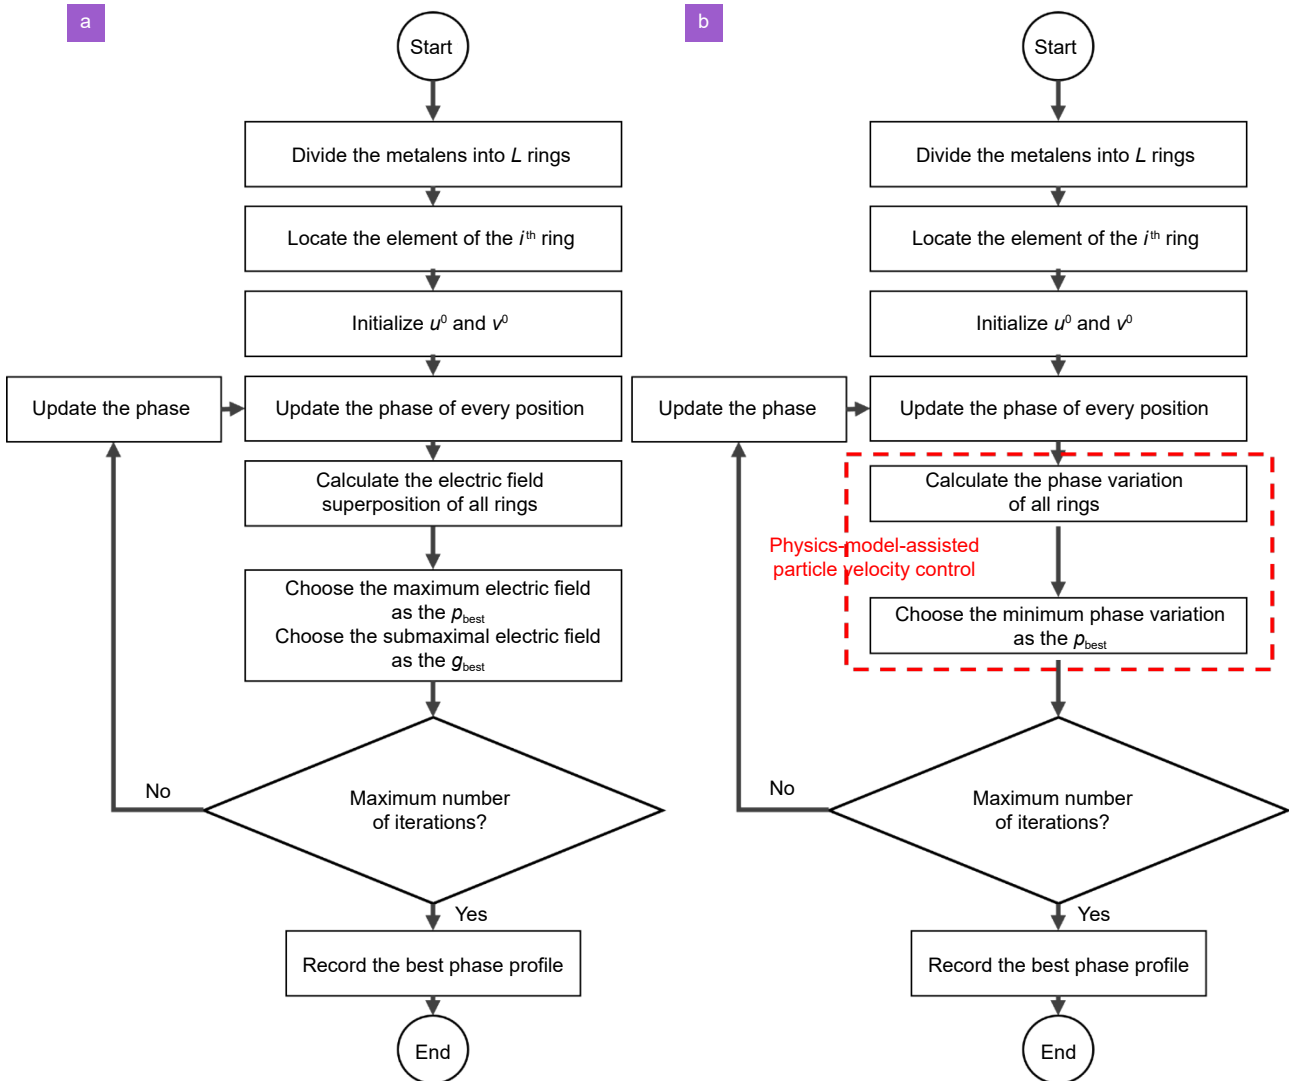 a
Start
Divide the metalens into L rings
Locate the element of the i th ring
Initialize u⁰ and v⁰
Update the phase
Update the phase of every position
Calculate the electric field
superposition of all rings
Choose the maximum electric field
as the p best
Choose the submaximal electric field
as the g best
No
Maximum number
of iterations?
Yes
Record the best phase profile
End
b
Start
Divide the metalens into L rings
Locate the element of the i th ring
Initialize u⁰ and v⁰
Update the phase
Update the phase of every position
Calculate the phase variation
of all rings
Physics-model-assisted
particle velocity control
Choose the minimum phase variation
as the p best
No
Maximum number
of iterations?
Yes
Record the best phase profile
End